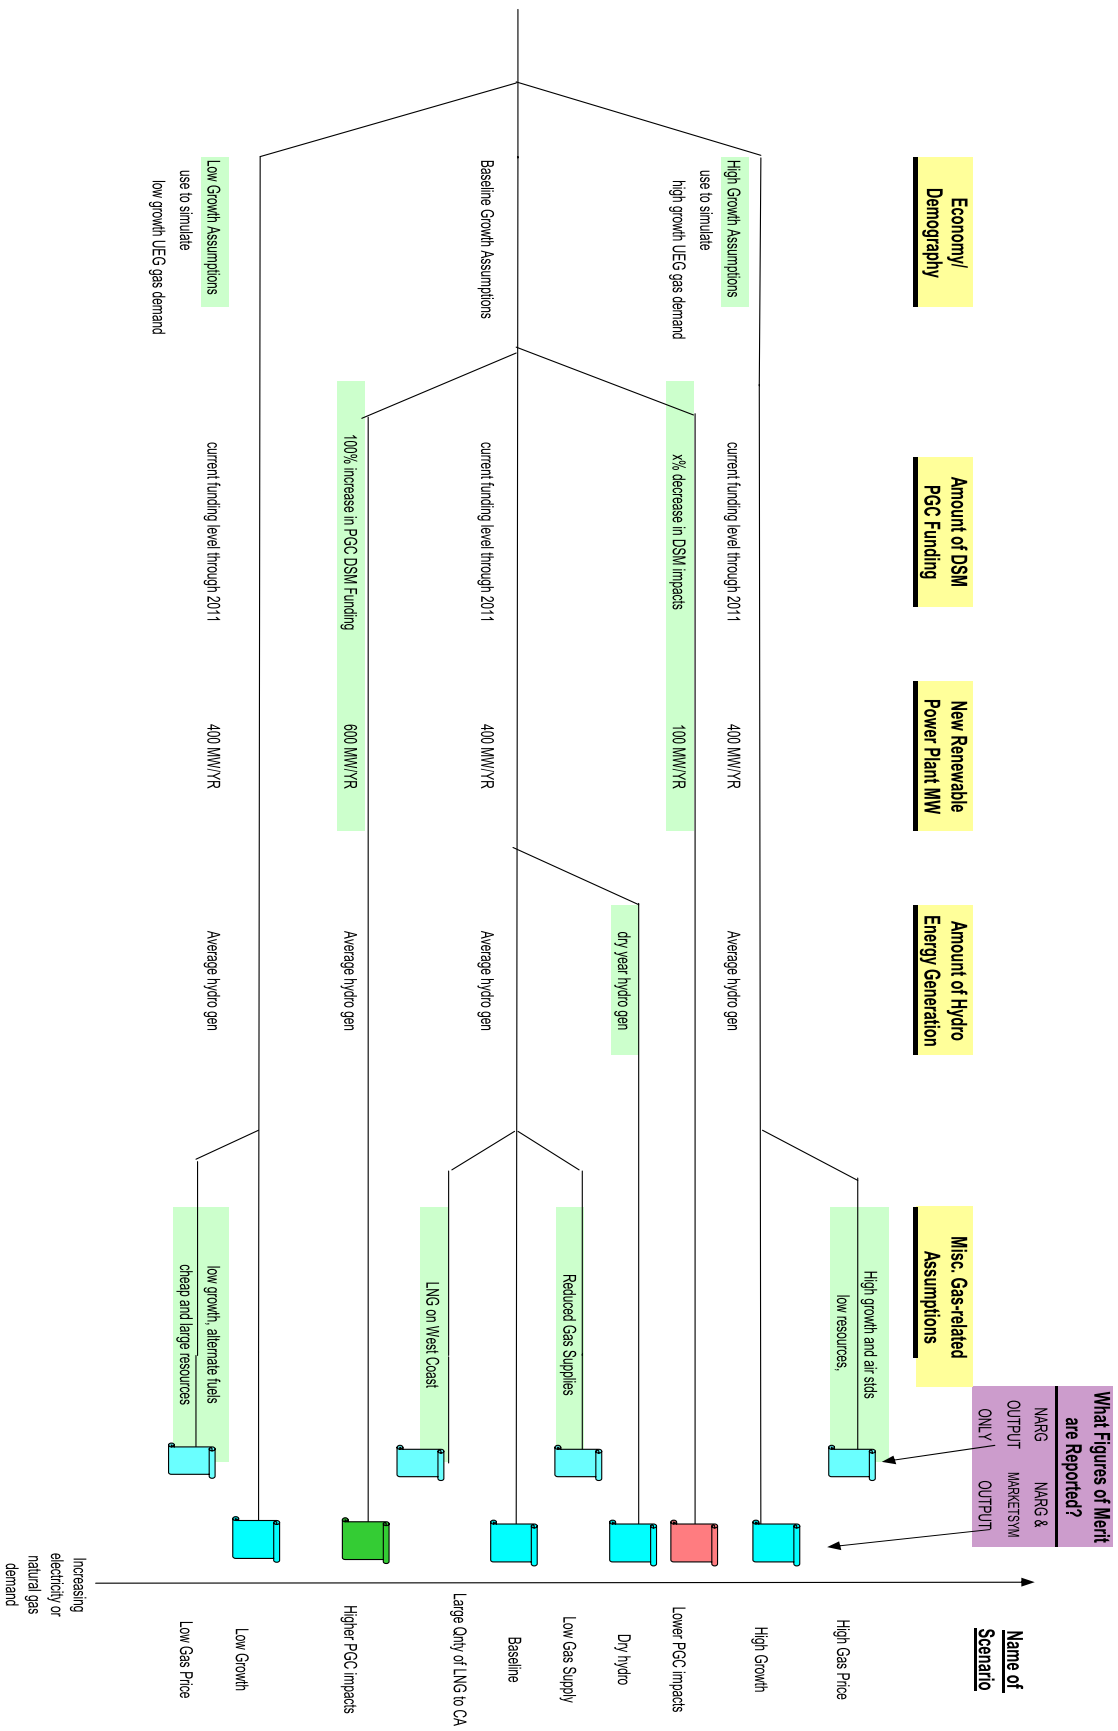 Economy/
Demography
Amount of DSM
PGC Funding
New Renewable
Power Plant MW
Amount of Hydro
Energy Generation
Misc. Gas-related
Assumptions
What Figures of Merit
are Reported?
NARG
OUTPUT
ONLY
NARG &
MARKETSYM
OUTPUT
Name of
Scenario
High growth and air stds
low resources,
High Gas Price
High Growth Assumptions
use to simulate
high growth UEG gas demand
current funding level through 2011
400 MW/YR
Average hydro gen
High Growth
x% decrease in DSM impacts
100 MW/YR
Lower PGC impacts
dry year hydro gen
Dry hydro
Reduced Gas Supplies
Low Gas Supply
Baseline Growth Assumptions
current funding level through 2011
400 MW/YR
Average hydro gen
Baseline
LNG on West Coast
Large Qnty of LNG to CA
100% increase in PGC DSM Funding
600 MW/YR
Average hydro gen
Higher PGC impacts
Low Growth Assumptions
use to simulate
low growth UEG gas demand
current funding level through 2011
400 MW/YR
Average hydro gen
Low Growth
low growth, alternate fuels
cheap and large resources
Low Gas Price
Increasing
electricity or
natural gas
demand